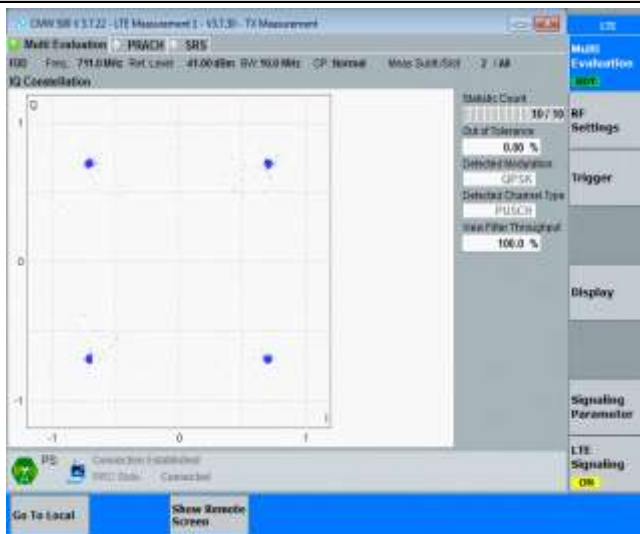 CMW 500 V 3.7.22 - LTE Measurement 1 - V3.7.30 - TX Measurement
LTE
Multi Evaluation
PRACH
SRS
Freq.: 711.0 MHz Ref. Level: 41.00 dBm BW: 10.0 MHz CP: Normal Meas Subfr./Slot: 2 / All
IQ Constellation
Q
1
0
-1
-1
0
1
I
Statistic Count
10 / 10
Out of Tolerance
0.00 %
Detected Modulation
QPSK
Detected Channel Type
PUSCH
View Filter Throughput
100.0 %
Multi
Evaluation
RF
Settings
Trigger
Display
Signaling
Parameter
LTE
Signaling
ON
PS
Connection Established
RRC State: Connected
Go To Local
Show Remote
Screen